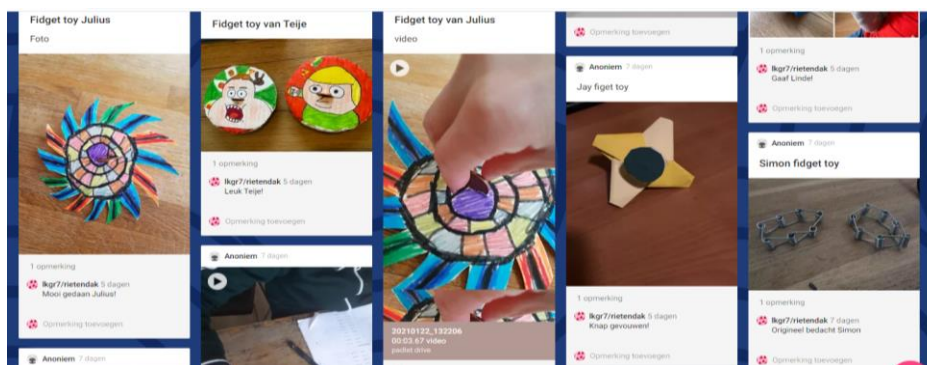 Fidget toy Julius
Foto
1 opmerking
lkgr7/rietendak 5 dagen
Mooi gedaan Julius!
Opmerking toevoegen
Anoniem 7 dagen
Fidget toy van Teije
1 opmerking
lkgr7/rietendak 5 dagen
Leuk Teije!
Opmerking toevoegen
Anoniem 7 dagen
Fidget toy van Julius
video
20210122_132206
00:03.67 video
padlet drive
Opmerking toevoegen
Anoniem 7 dagen
Jay figet toy
1 opmerking
lkgr7/rietendak 5 dagen
Knap gevouwen!
Opmerking toevoegen
1 opmerking
lkgr7/rietendak 5 dagen
Gaaf Linde!
Opmerking toevoegen
Anoniem 7 dagen
Simon fidget toy
1 opmerking
lkgr7/rietendak 7 dagen
Origineel bedacht Simon
Opmerking toevoegen